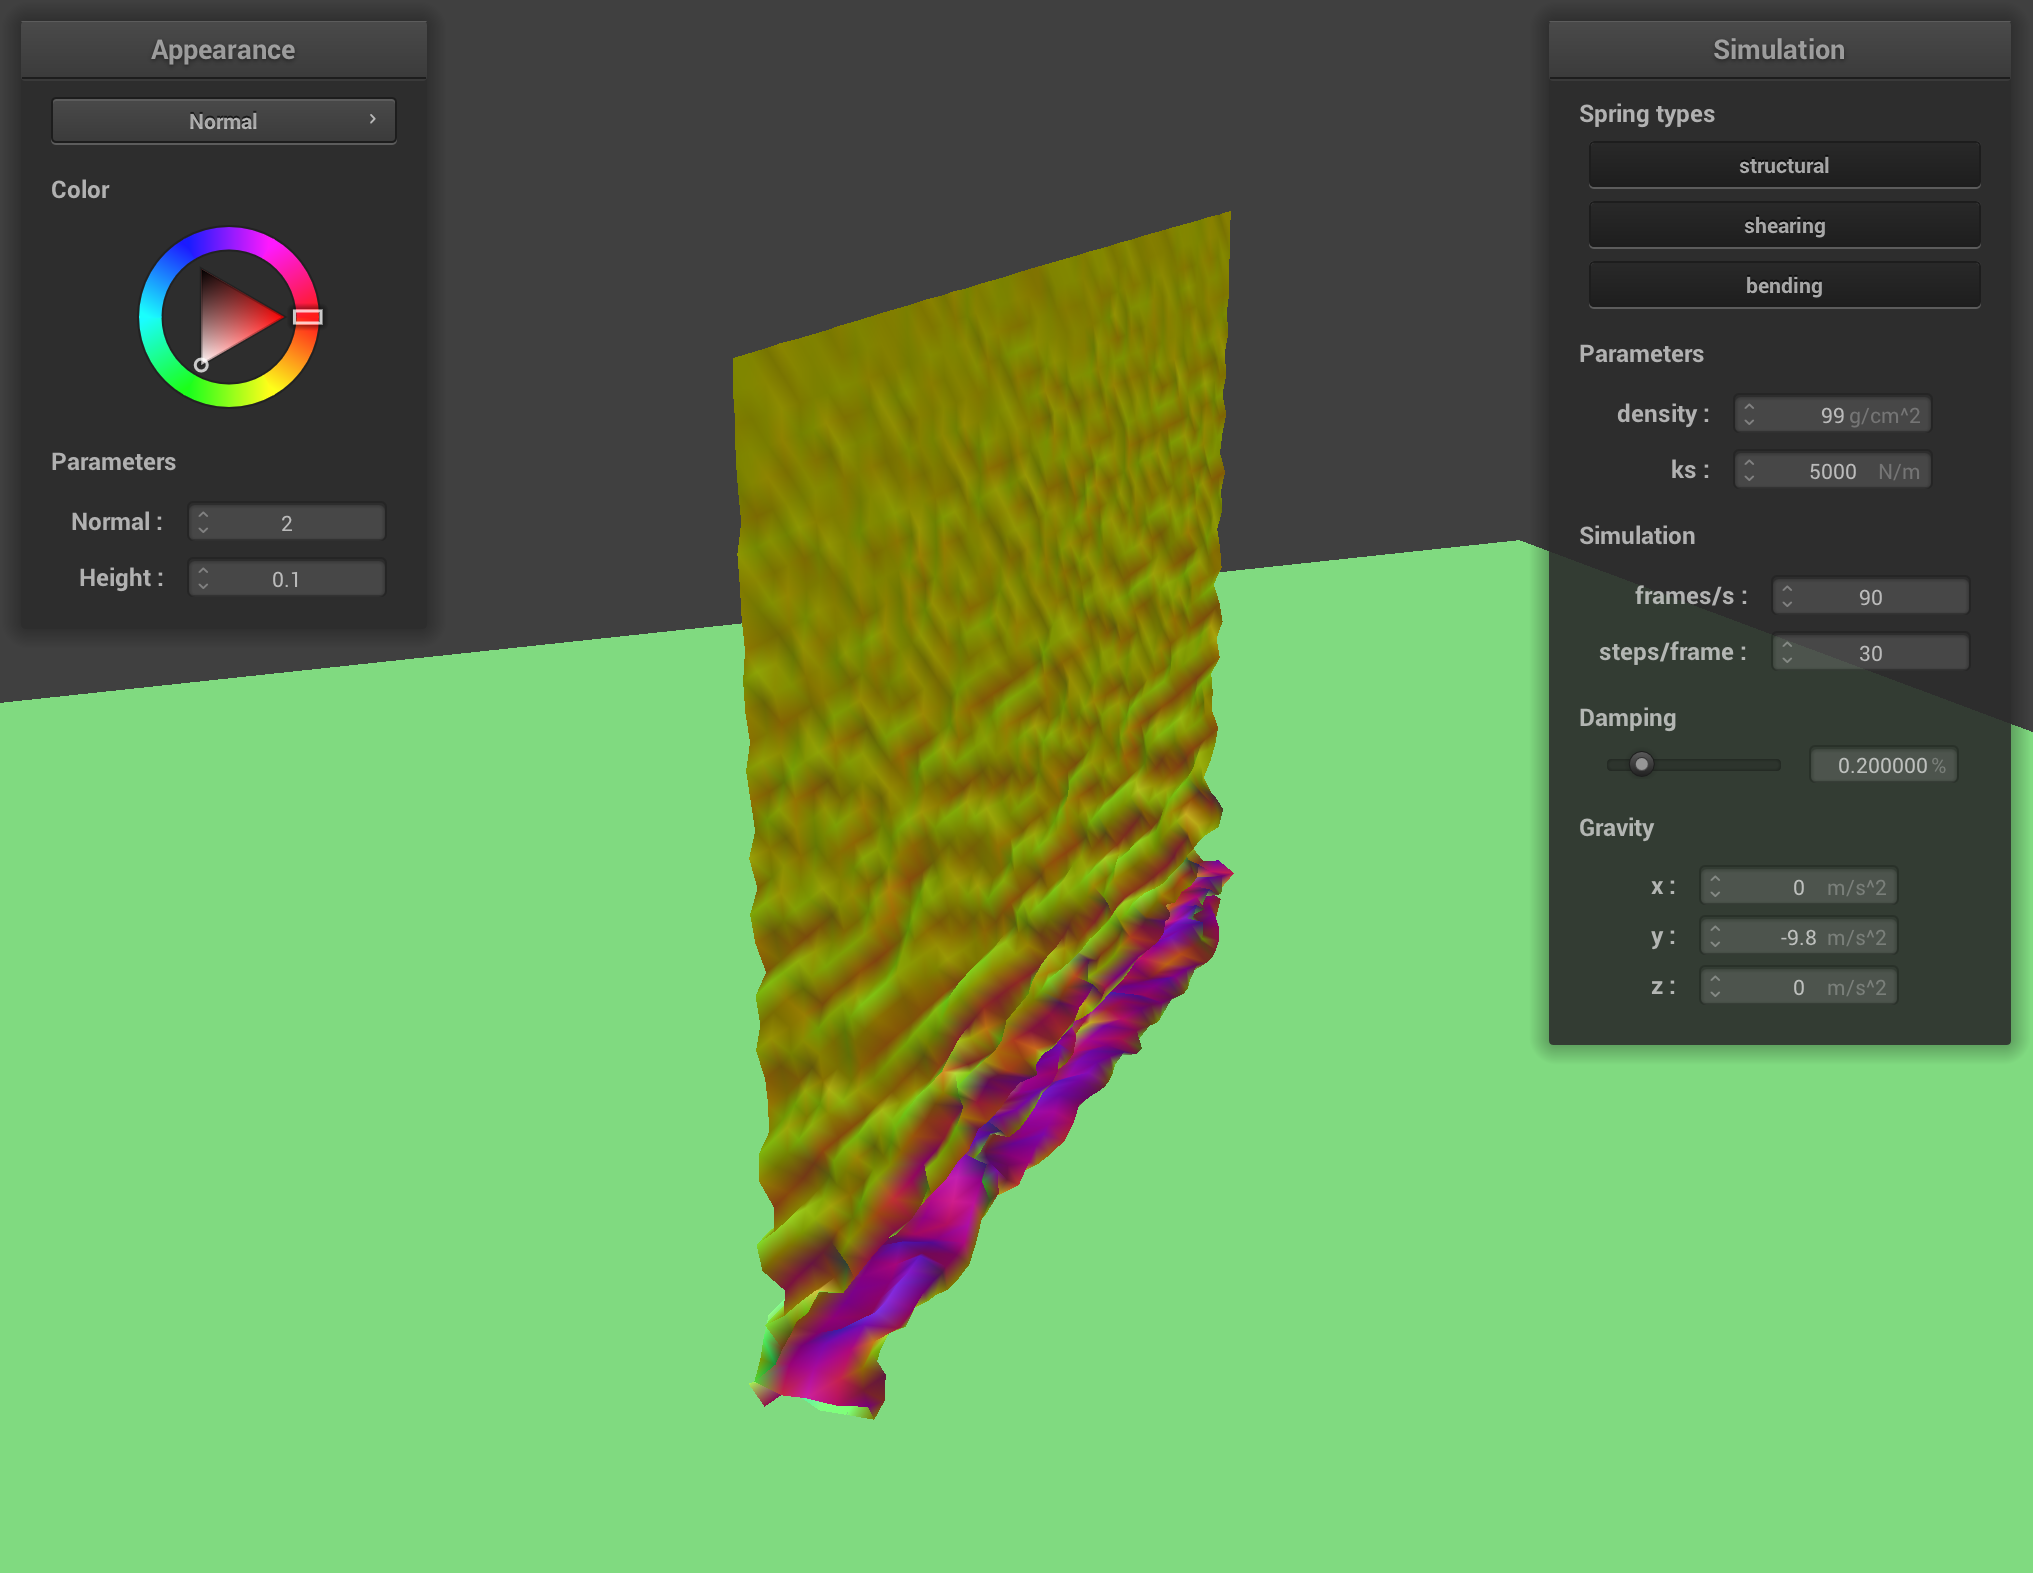 Appearance
Normal
Color
Parameters
Normal : 2
Height : 0.1
Simulation
Spring types
structural
shearing
bending
Parameters
density : 99 g/cm^2
ks : 5000 N/m
Simulation
frames/s : 90
steps/frame : 30
Damping
0.200000 %
Gravity
x : 0 m/s^2
y : -9.8 m/s^2
z : 0 m/s^2